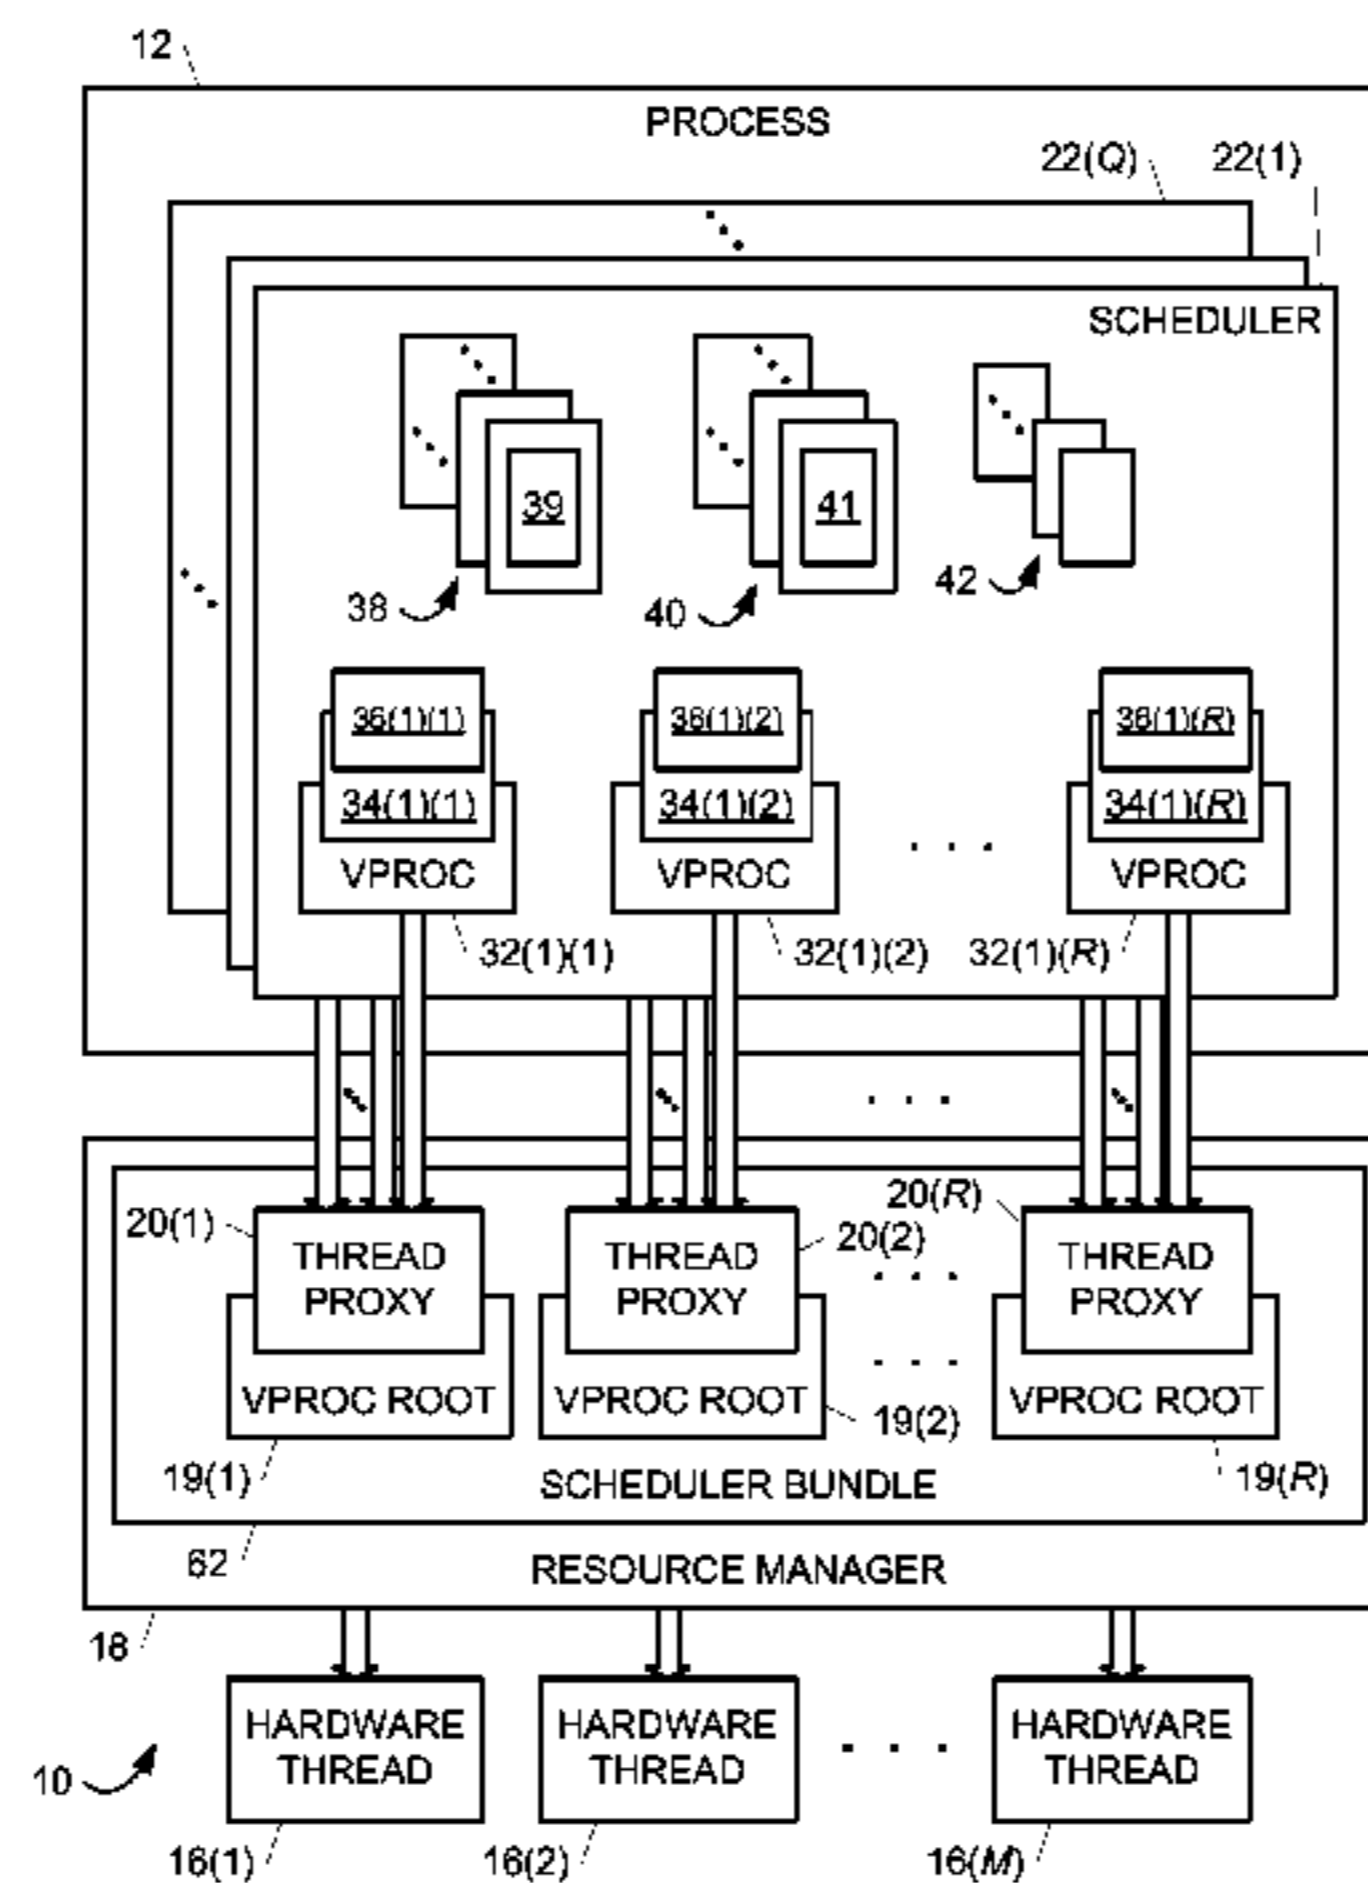 12
PROCESS
22(Q) 22(1)
SCHEDULER
39 41
38 40 42
36(1)(1) 36(1)(2) 36(1)(R)
34(1)(1) 34(1)(2) 34(1)(R)
VPROC VPROC . . . VPROC
32(1)(1) 32(1)(2) 32(1)(R)
. . .
20(1) 20(2) 20(R)
THREAD PROXY THREAD PROXY . . . THREAD PROXY
VPROC ROOT VPROC ROOT . . . VPROC ROOT
19(1) 19(2) 19(R)
SCHEDULER BUNDLE
62
RESOURCE MANAGER
18
HARDWARE THREAD HARDWARE THREAD . . . HARDWARE THREAD
10
16(1) 16(2) 16(M)